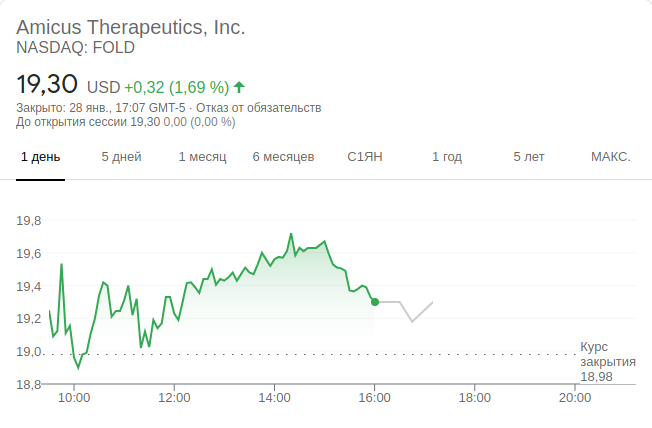 Amicus Therapeutics, Inc.
NASDAQ: FOLD
19,30 USD +0,32 (1,69 %)
Закрыто: 28 янв., 17:07 GMT-5 · Отказ от обязательств
До открытия сессии 19,30 0,00 (0,00 %)
1 день 5 дней 1 месяц 6 месяцев С1ЯН 1 год 5 лет МАКС.
19,8
19,6
19,4
19,2
19,0
18,8
Курс
закрытия
18,98
10:00 12:00 14:00 16:00 18:00 20:00